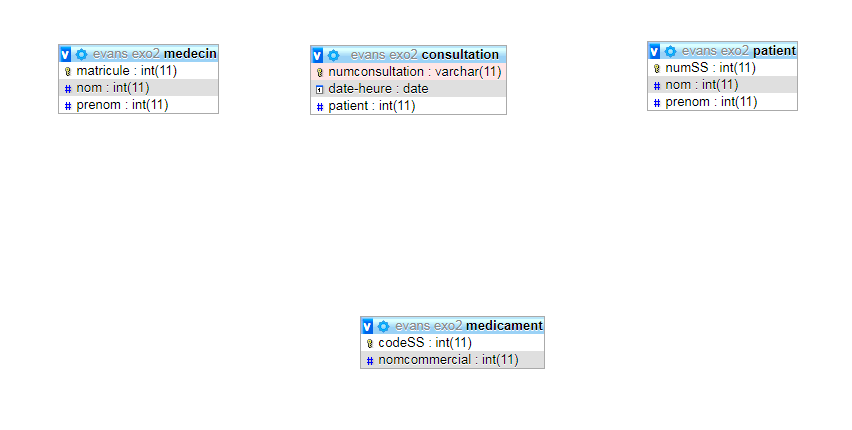 evans exo2 medecin
matricule : int(11)
nom : int(11)
prenom : int(11)
evans exo2 consultation
numconsultation : varchar(11)
date-heure : date
patient : int(11)
evans exo2 patient
numSS : int(11)
nom : int(11)
prenom : int(11)
evans exo2 medicament
codeSS : int(11)
nomcommercial : int(11)